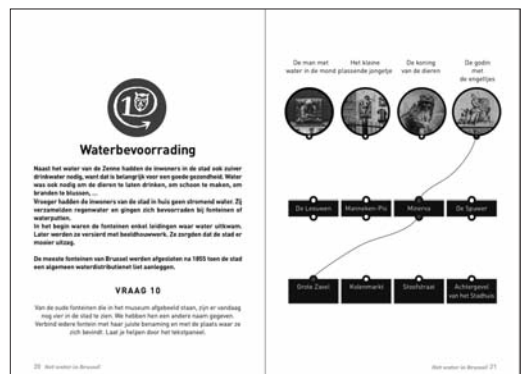 10
Waterbevoorrading
Naast het water van de Zenne hadden de inwoners in de stad ook zuiver
drinkwater nodig, want dat is belangrijk voor een goede gezondheid. Water
was ook nodig om de dieren te laten drinken, om schoon te maken, om
branden te blussen, ...
Vroeger hadden de inwoners van de stad in huis geen stromend water. Zij
verzamelden regenwater en gingen zich bevoorraden bij fonteinen of
waterputten.
In het begin waren de fonteinen enkel leidingen waar water uitkwam.
Later werden ze versierd met beeldhouwwerk. Ze zorgden dat de stad er
mooier uitzag.
De meeste fonteinen van Brussel werden afgesloten na 1855 toen de stad
een algemeen waterdistributienet liet aanleggen.
VRAAG 10
Van de oude fonteinen die in het museum afgebeeld staan, zijn er vandaag
nog vier in de stad te zien. We hebben hen een andere naam gegeven.
Verbind iedere fontein met haar juiste benaming en met de plaats waar ze
zich bevindt. Laat je helpen door het tekstpaneel.
20 Het water in Brussel
De man met
water in de mond
Het kleine
plassende jongetje
De koning
van de dieren
De godin
met
de engeltjes
De Leeuwen
Manneken-Pis
Minerva
De Spuwer
Grote Zavel
Kolenmarkt
Stoofstraat
Achtergevel
van het Stadhuis
Het water in Brussel 21